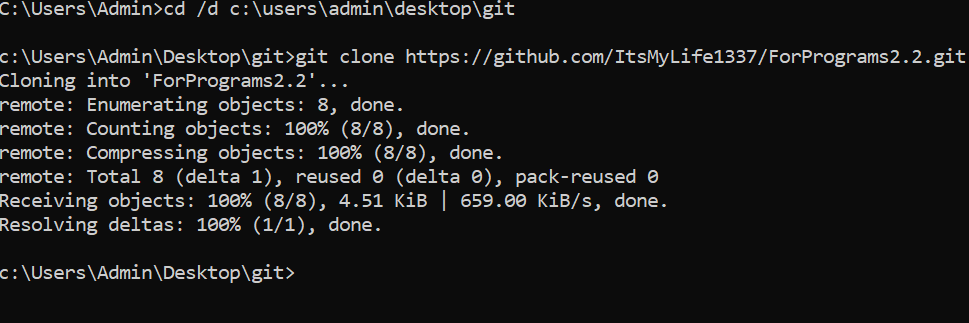 C:\Users\Admin>cd /d c:\users\admin\desktop\git
c:\Users\Admin\Desktop\git>git clone https://github.com/ItsMyLife1337/ForPrograms2.2.git
Cloning into 'ForPrograms2.2'...
remote: Enumerating objects: 8, done.
remote: Counting objects: 100% (8/8), done.
remote: Compressing objects: 100% (8/8), done.
remote: Total 8 (delta 1), reused 0 (delta 0), pack-reused 0
Receiving objects: 100% (8/8), 4.51 KiB | 659.00 KiB/s, done.
Resolving deltas: 100% (1/1), done.
c:\Users\Admin\Desktop\git>